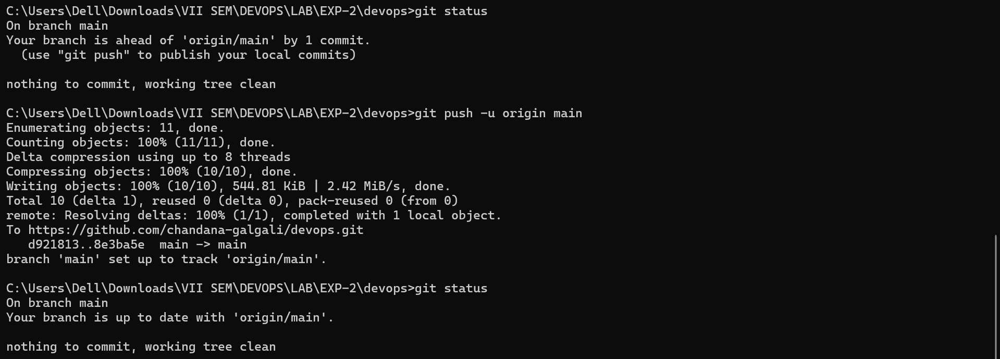 C:\Users\Dell\Downloads\VII SEM\DEVOPS\LAB\EXP-2\devops>git status
On branch main
Your branch is ahead of 'origin/main' by 1 commit.
  (use "git push" to publish your local commits)

nothing to commit, working tree clean

C:\Users\Dell\Downloads\VII SEM\DEVOPS\LAB\EXP-2\devops>git push -u origin main
Enumerating objects: 11, done.
Counting objects: 100% (11/11), done.
Delta compression using up to 8 threads
Compressing objects: 100% (10/10), done.
Writing objects: 100% (10/10), 544.81 KiB | 2.42 MiB/s, done.
Total 10 (delta 1), reused 0 (delta 0), pack-reused 0 (from 0)
remote: Resolving deltas: 100% (1/1), completed with 1 local object.
To https://github.com/chandana-galgali/devops.git
   d921813..8e3ba5e  main -> main
branch 'main' set up to track 'origin/main'.

C:\Users\Dell\Downloads\VII SEM\DEVOPS\LAB\EXP-2\devops>git status
On branch main
Your branch is up to date with 'origin/main'.

nothing to commit, working tree clean